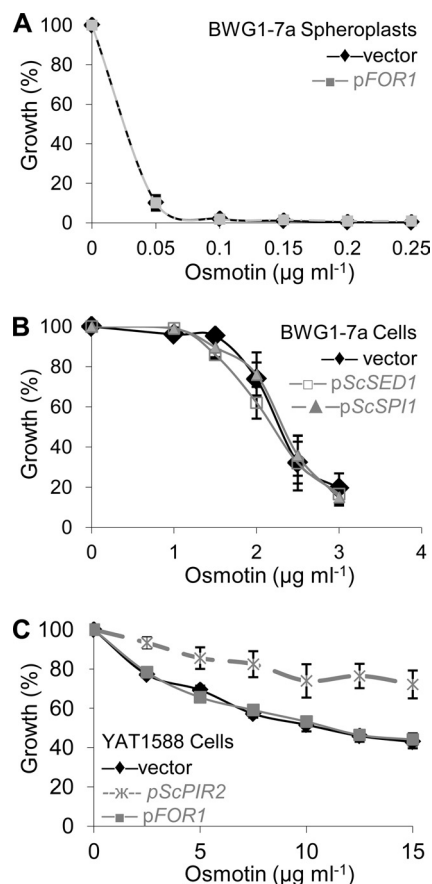 A
BWG1-7a Spheroplasts
vector
pFOR1
Growth (%)
100
80
60
40
20
0
0 0.05 0.1 0.15 0.2 0.25
Osmotin (µg ml-1)
B
BWG1-7a Cells
vector
pScSED1
pScSPI1
Growth (%)
100
80
60
40
20
0
0 1 2 3 4
Osmotin (µg ml-1)
C
Growth (%)
100
80
60
40
20
0
YAT1588 Cells
vector
pScPIR2
pFOR1
0 5 10 15
Osmotin (µg ml-1)